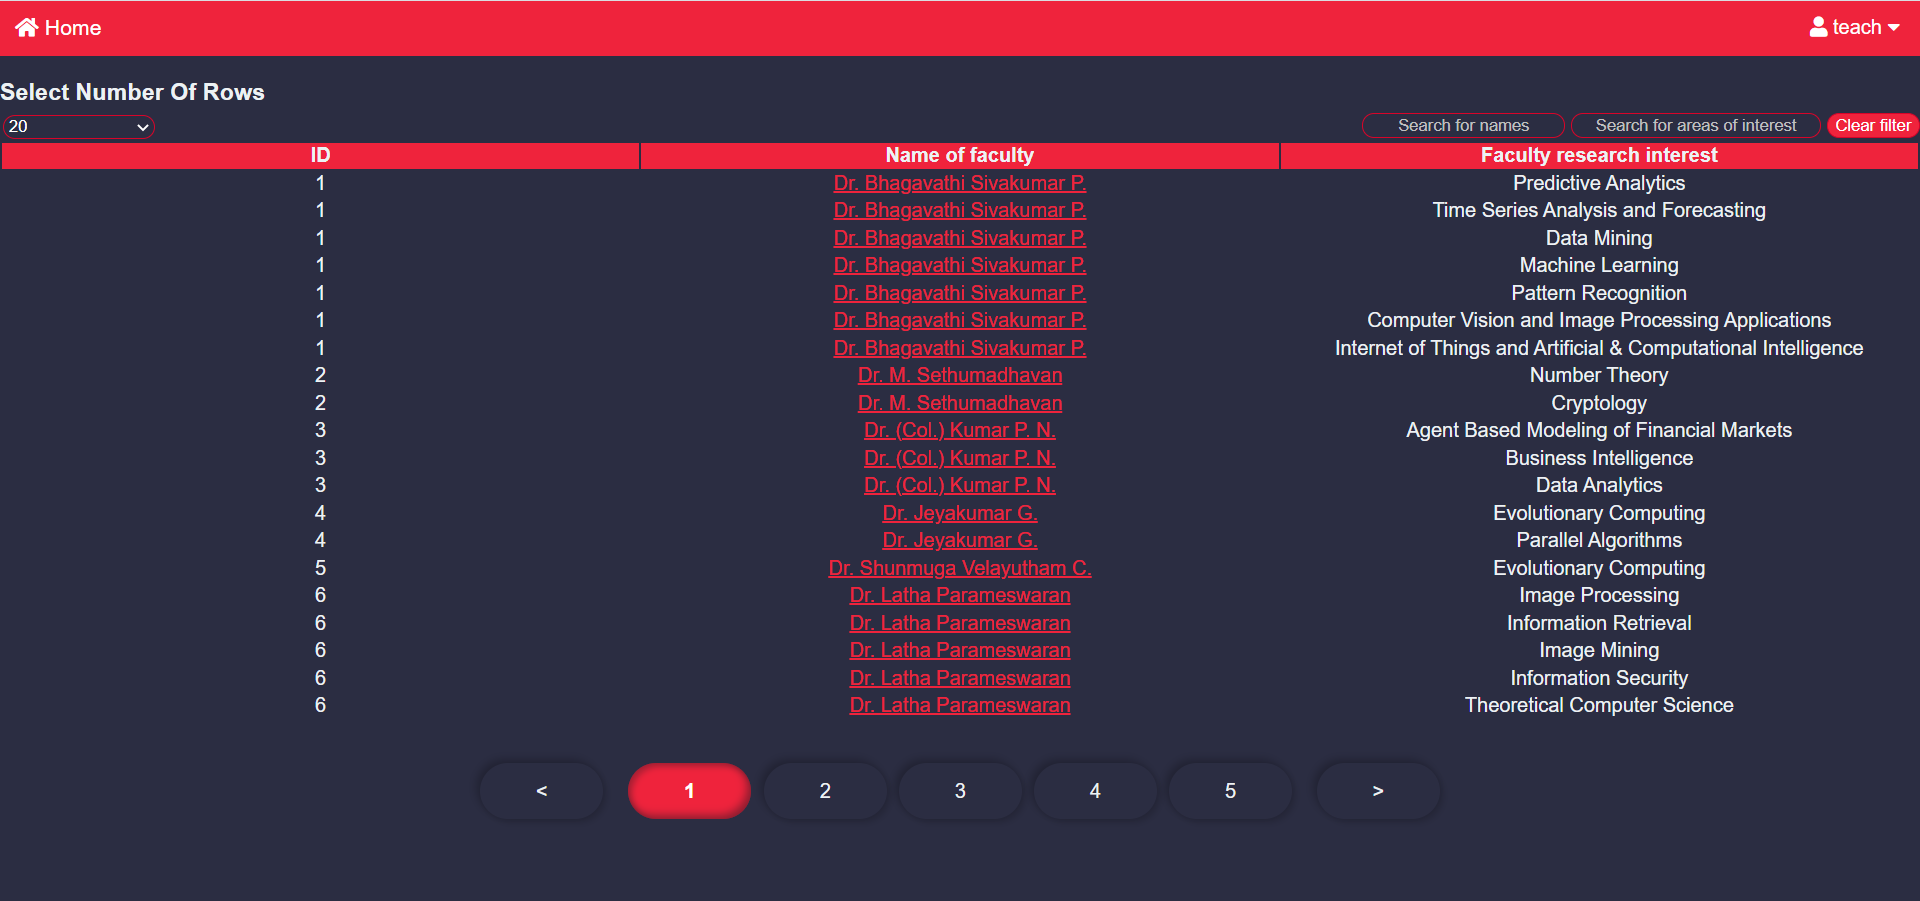 Home teach
Select Number Of Rows
20 Search for names Search for areas of interest Clear filter
ID Name of faculty Faculty research interest
1 Dr. Bhagavathi Sivakumar P. Predictive Analytics
1 Dr. Bhagavathi Sivakumar P. Time Series Analysis and Forecasting
1 Dr. Bhagavathi Sivakumar P. Data Mining
1 Dr. Bhagavathi Sivakumar P. Machine Learning
1 Dr. Bhagavathi Sivakumar P. Pattern Recognition
1 Dr. Bhagavathi Sivakumar P. Computer Vision and Image Processing Applications
1 Dr. Bhagavathi Sivakumar P. Internet of Things and Artificial & Computational Intelligence
2 Dr. M. Sethumadhavan Number Theory
2 Dr. M. Sethumadhavan Cryptology
3 Dr. (Col.) Kumar P. N. Agent Based Modeling of Financial Markets
3 Dr. (Col.) Kumar P. N. Business Intelligence
3 Dr. (Col.) Kumar P. N. Data Analytics
4 Dr. Jeyakumar G. Evolutionary Computing
4 Dr. Jeyakumar G. Parallel Algorithms
5 Dr. Shunmuga Velayutham C. Evolutionary Computing
6 Dr. Latha Parameswaran Image Processing
6 Dr. Latha Parameswaran Information Retrieval
6 Dr. Latha Parameswaran Image Mining
6 Dr. Latha Parameswaran Information Security
6 Dr. Latha Parameswaran Theoretical Computer Science
< 1 2 3 4 5 >